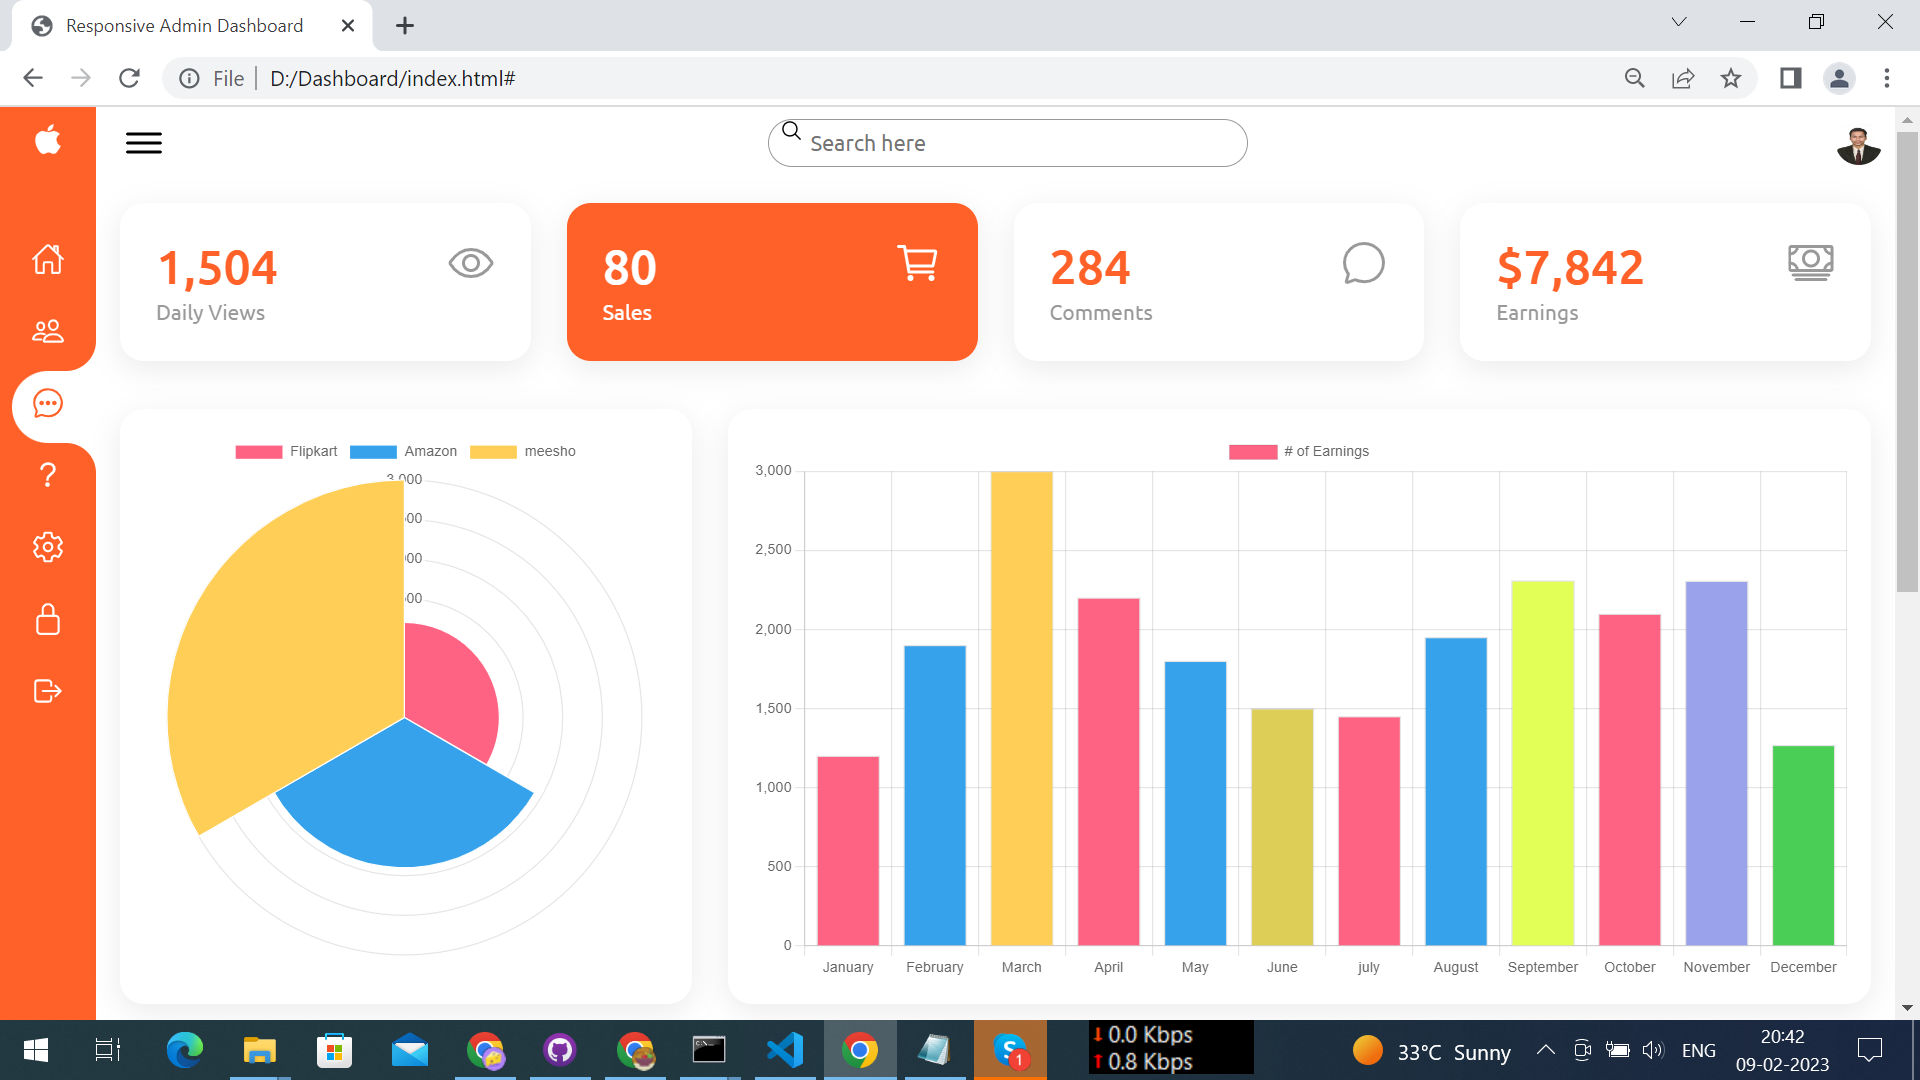 Responsive Admin Dashboard
File D:/Dashboard/index.html#
Search here
1,504
Daily Views
80
Sales
284
Comments
$7,842
Earnings
Flipkart Amazon meesho
3,000
00
00
00
# of Earnings
3,000
2,500
2,000
1,500
1,000
500
0
January February March April May June july August September October November December
?
0.0 Kbps
0.8 Kbps
1
33°C Sunny
ENG
20:42
09-02-2023